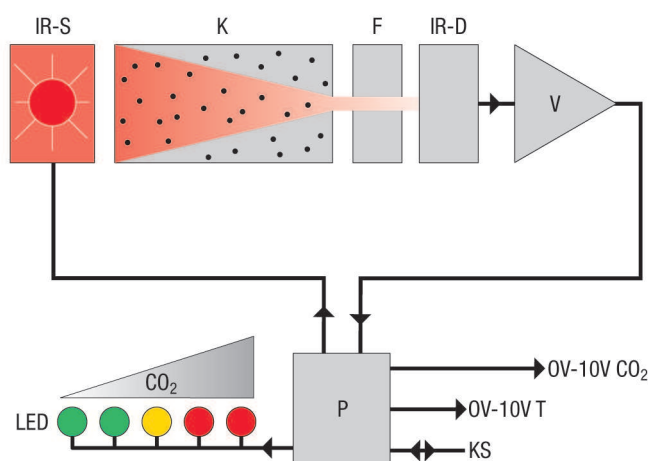 IR-S
K
F
IR-D
V
CO₂
LED
P
0V-10V CO₂
0V-10V T
KS